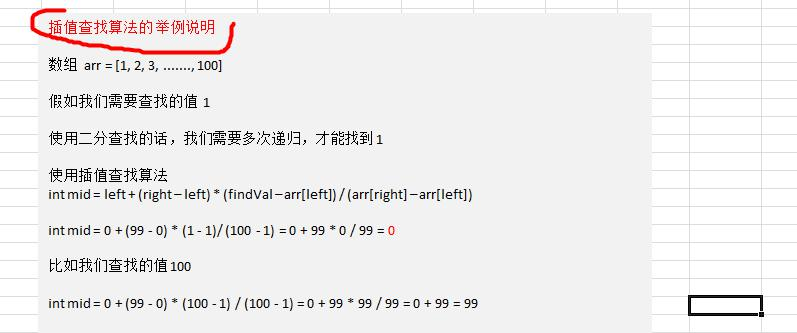 插值查找算法的举例说明
数组 arr = [1, 2, 3, ......., 100]
假如我们需要查找的值 1
使用二分查找的话，我们需要多次递归，才能找到 1
使用插值查找算法
int mid = left + (right – left) * (findVal – arr[left]) / (arr[right] – arr[left])
int mid = 0 + (99 - 0) * (1 - 1)/ (100 - 1) = 0 + 99 * 0 / 99 = 0
比如我们查找的值 100
int mid = 0 + (99 - 0) * (100 - 1) / (100 - 1) = 0 + 99 * 99 / 99 = 0 + 99 = 99